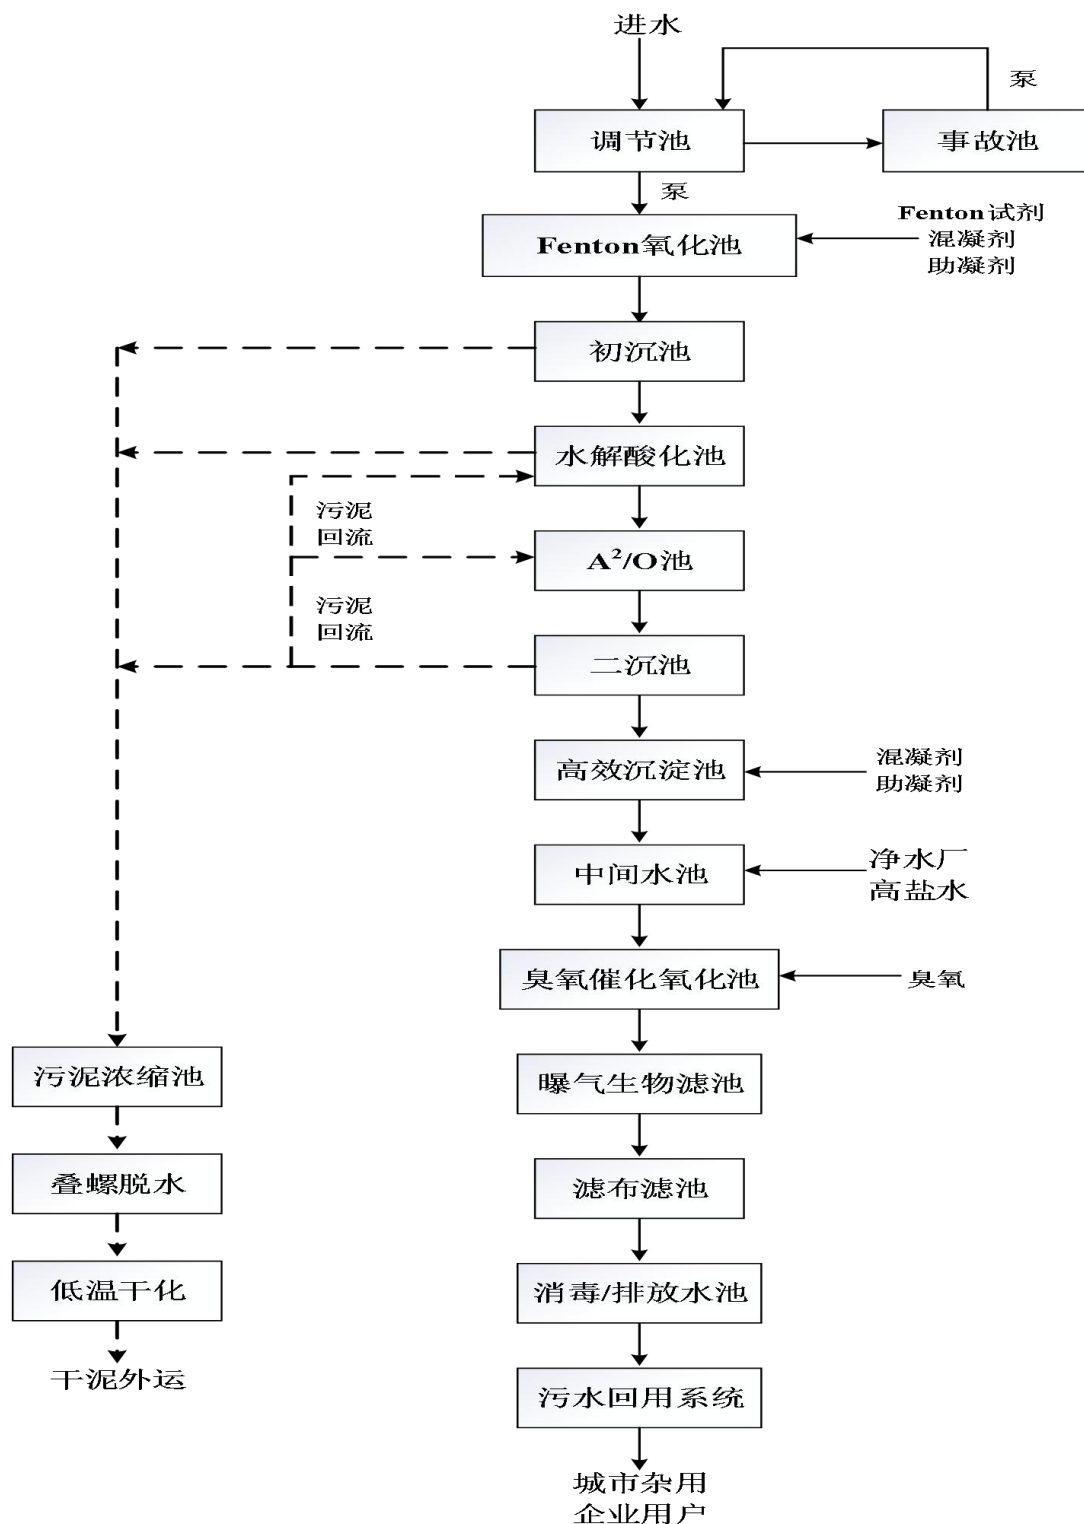 进水
泵
调节池
事故池
泵
Fenton试剂
混凝剂
助凝剂
Fenton氧化池
初沉池
水解酸化池
污泥
回流
A²/O池
污泥
回流
二沉池
高效沉淀池
混凝剂
助凝剂
中间水池
净水厂
高盐水
臭氧催化氧化池
臭氧
污泥浓缩池
曝气生物滤池
叠螺脱水
滤布滤池
低温干化
消毒/排放水池
干泥外运
污水回用系统
城市杂用
企业用户